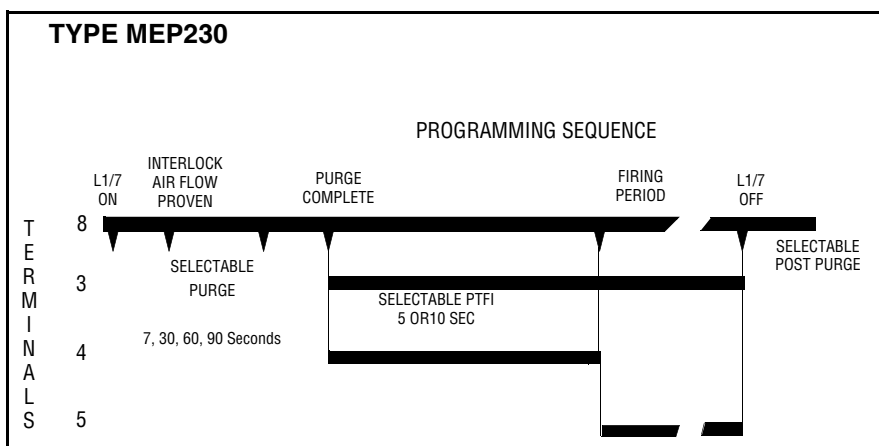 TYPE MEP230
PROGRAMMING SEQUENCE
L1/7
ON
INTERLOCK
AIR FLOW
PROVEN
PURGE
COMPLETE
FIRING
PERIOD
L1/7
OFF
TERMINALS
8
SELECTABLE
POST PURGE
SELECTABLE
PURGE
3
SELECTABLE PTFI
5 OR10 SEC
7, 30, 60, 90 Seconds
4
5